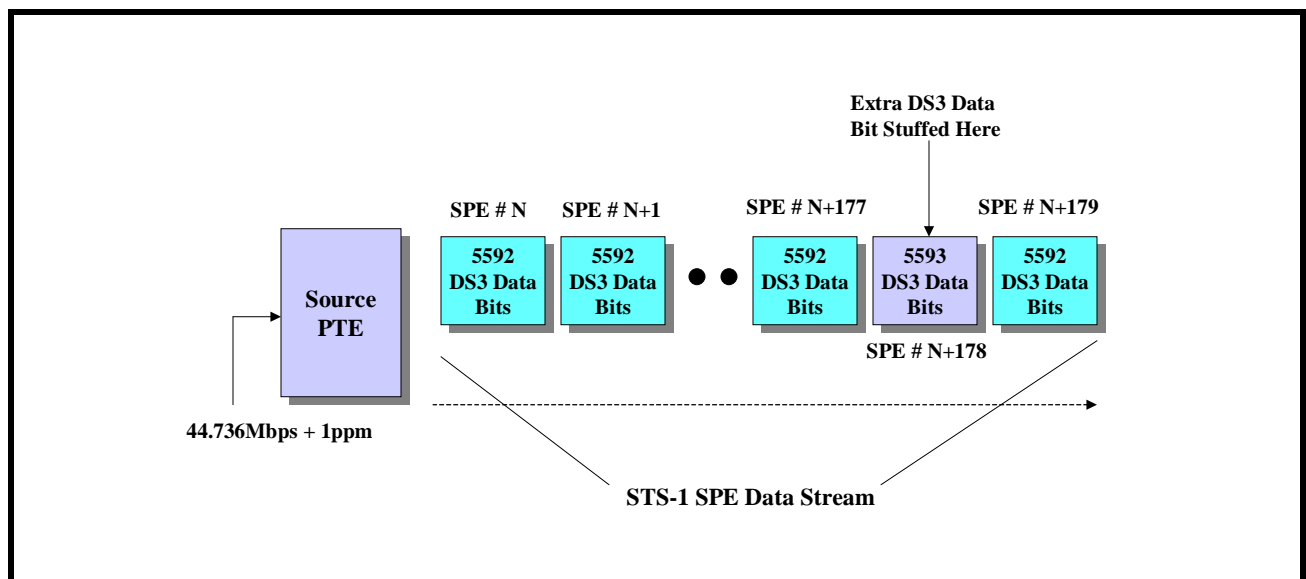 Extra DS3 Data
Bit Stuffed Here
SPE # N
SPE # N+1
SPE # N+177
SPE # N+179
Source
PTE
5592
DS3 Data
Bits
5592
DS3 Data
Bits
5592
DS3 Data
Bits
5593
DS3 Data
Bits
5592
DS3 Data
Bits
SPE # N+178
44.736Mbps + 1ppm
STS-1 SPE Data Stream